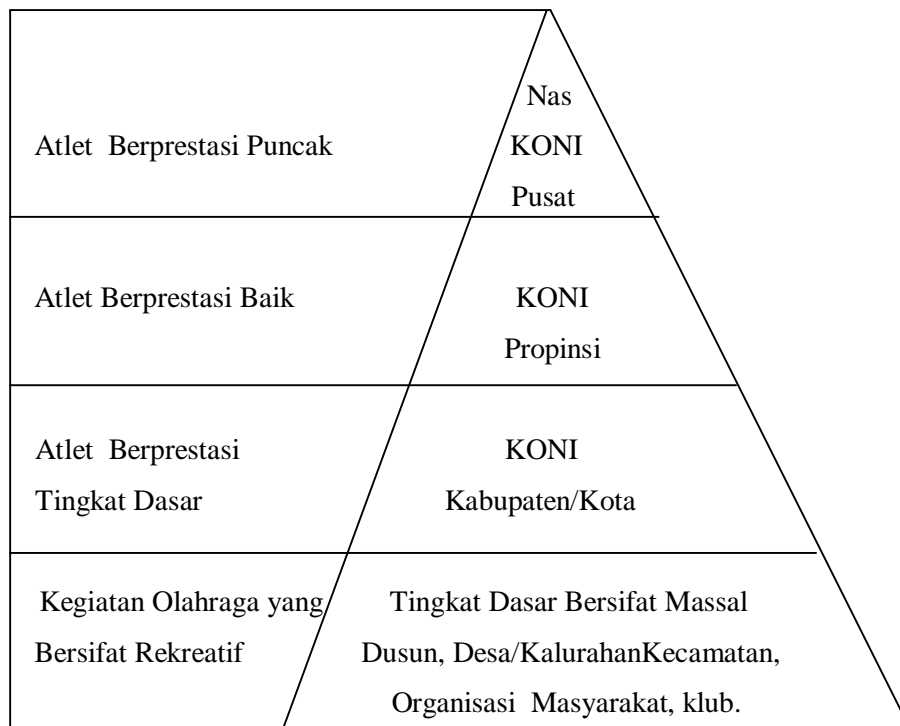 Nas
Atlet Berprestasi Puncak
KONI
Pusat
Atlet Berprestasi Baik
KONI
Propinsi
Atlet Berprestasi
Tingkat Dasar
KONI
Kabupaten/Kota
Kegiatan Olahraga yang
Bersifat Rekreatif
Tingkat Dasar Bersifat Massal
Dusun, Desa/KalurahanKecamatan,
Organisasi Masyarakat, klub.